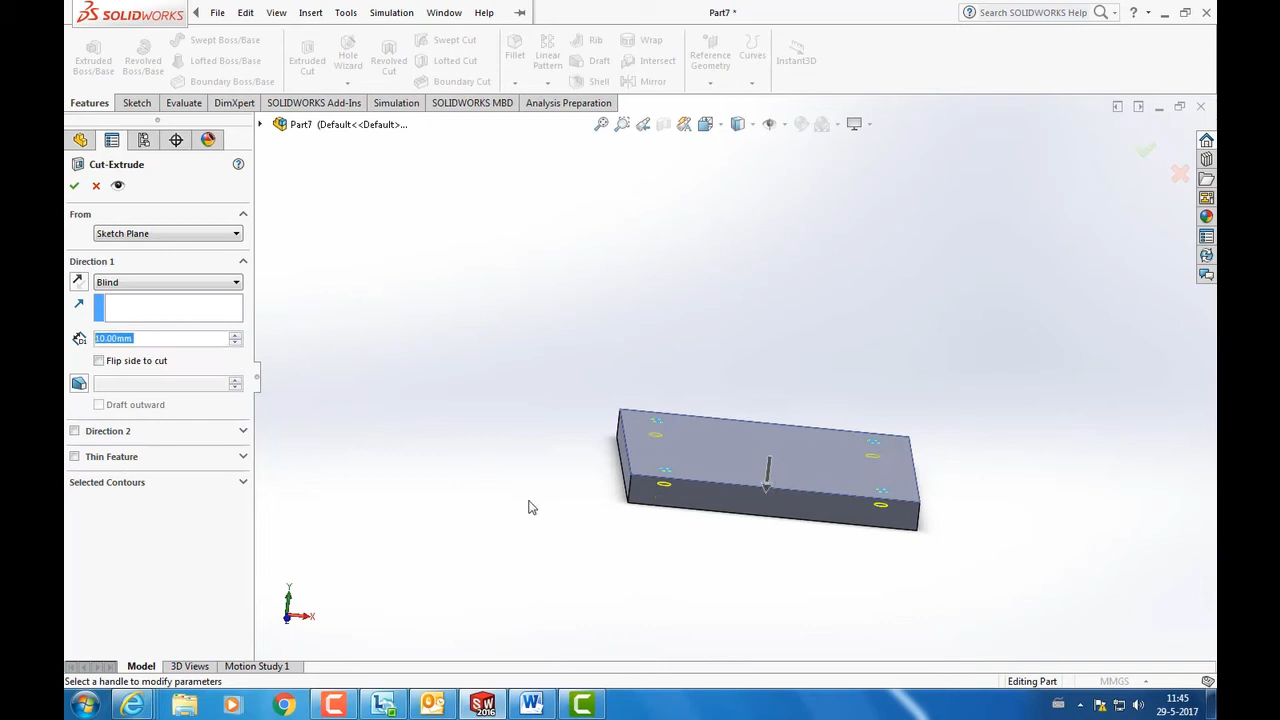 SOLIDWORKS File Edit View Insert Tools Simulation Window Help Part7 * Search SOLIDWORKS Help ?
Extruded Boss/Base Revolved Boss/Base Swept Boss/Base Lofted Boss/Base Boundary Boss/Base Extruded Cut Hole Wizard Revolved Cut Swept Cut Lofted Cut Boundary Cut Fillet Linear Pattern Rib Draft Shell Wrap Intersect Mirror Reference Geometry Curves Instant3D
Features Sketch Evaluate DimXpert SOLIDWORKS Add-Ins Simulation SOLIDWORKS MBD Analysis Preparation
Part7 (Default<<Default>...
Cut-Extrude
From
Sketch Plane
Direction 1
Blind
10.00mm
Flip side to cut
Draft outward
Direction 2
Thin Feature
Selected Contours
Y
X
Z
Model 3D Views Motion Study 1
Select a handle to modify parameters Editing Part MMGS
SW 2016
11:45
29-5-2017